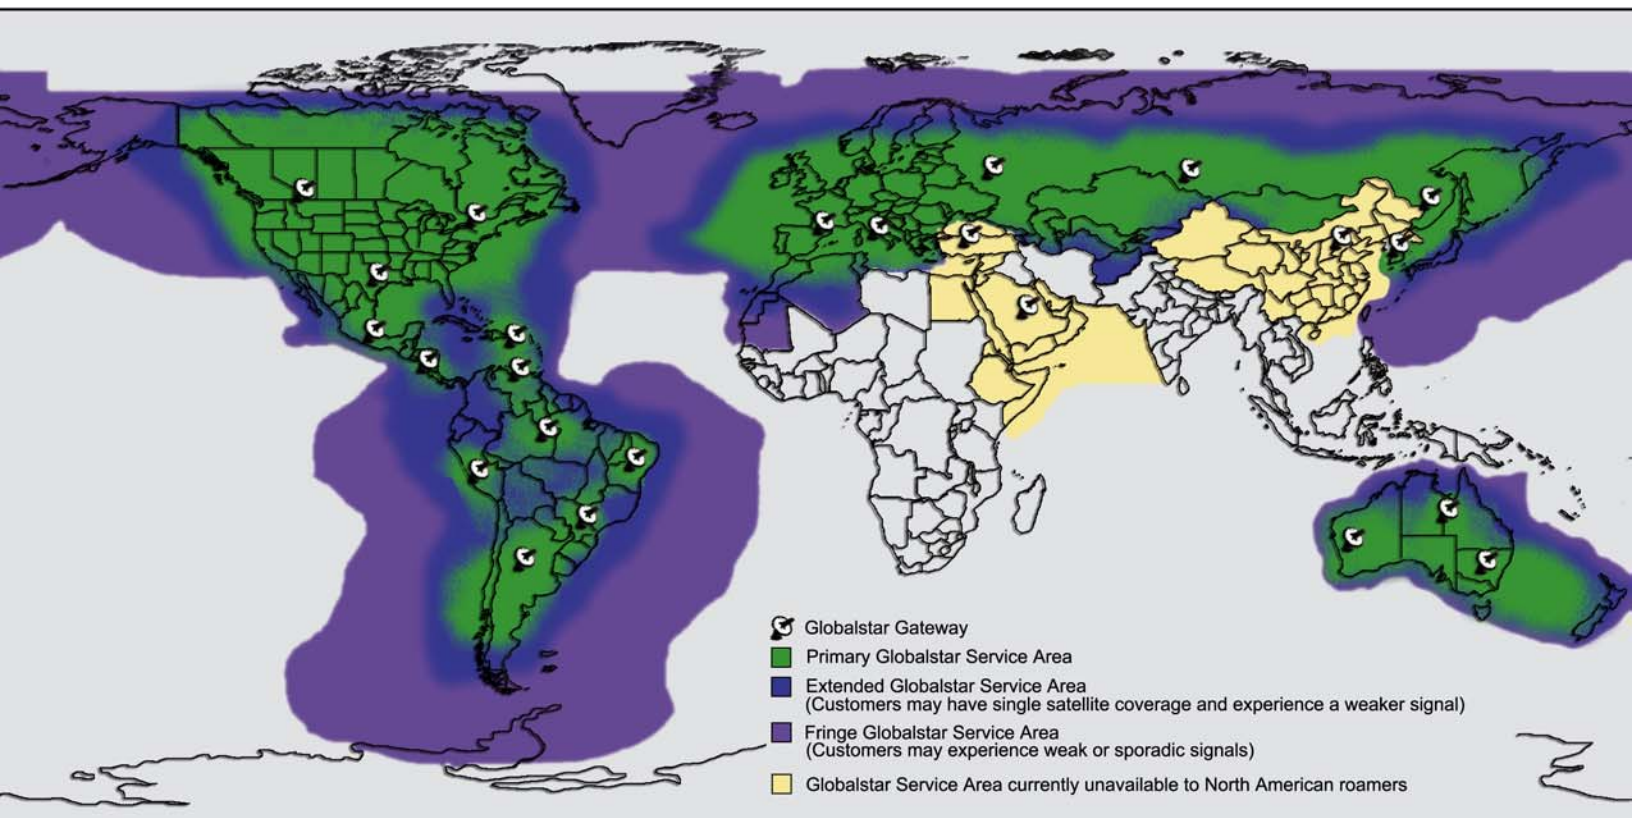 Globalstar Gateway
Primary Globalstar Service Area
Extended Globalstar Service Area
(Customers may have single satellite coverage and experience a weaker signal)
Fringe Globalstar Service Area
(Customers may experience weak or sporadic signals)
Globalstar Service Area currently unavailable to North American roamers